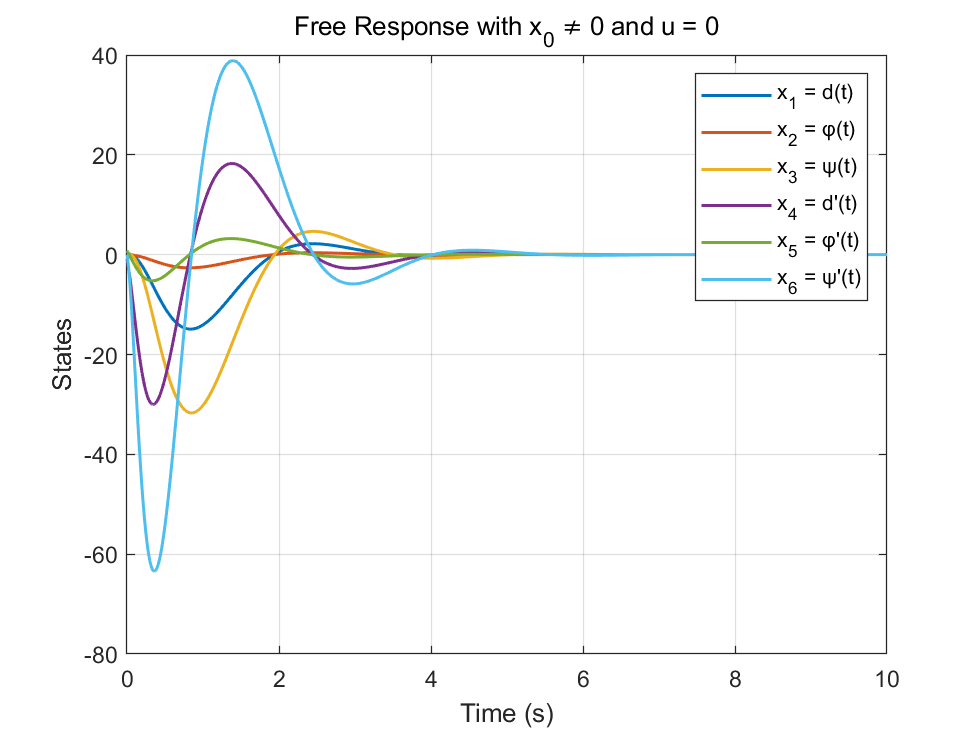 Free Response with x₀ ≠ 0 and u = 0
40
20
0
-20
-40
-60
-80
States
0 2 4 6 8 10
Time (s)
x₁ = d(t)
x₂ = φ(t)
x₃ = ψ(t)
x₄ = d'(t)
x₅ = φ'(t)
x₆ = ψ'(t)